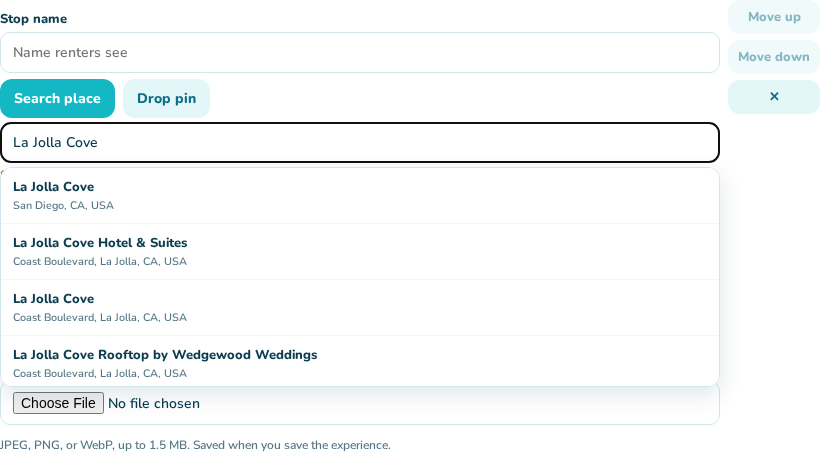 Stop name
Name renters see
Search place
Drop pin
La Jolla Cove
La Jolla Cove
San Diego, CA, USA
La Jolla Cove Hotel & Suites
Coast Boulevard, La Jolla, CA, USA
La Jolla Cove
Coast Boulevard, La Jolla, CA, USA
La Jolla Cove Rooftop by Wedgewood Weddings
Coast Boulevard, La Jolla, CA, USA
Choose File No file chosen
JPEG, PNG, or WebP, up to 1.5 MB. Saved when you save the experience.
Move up
Move down
×